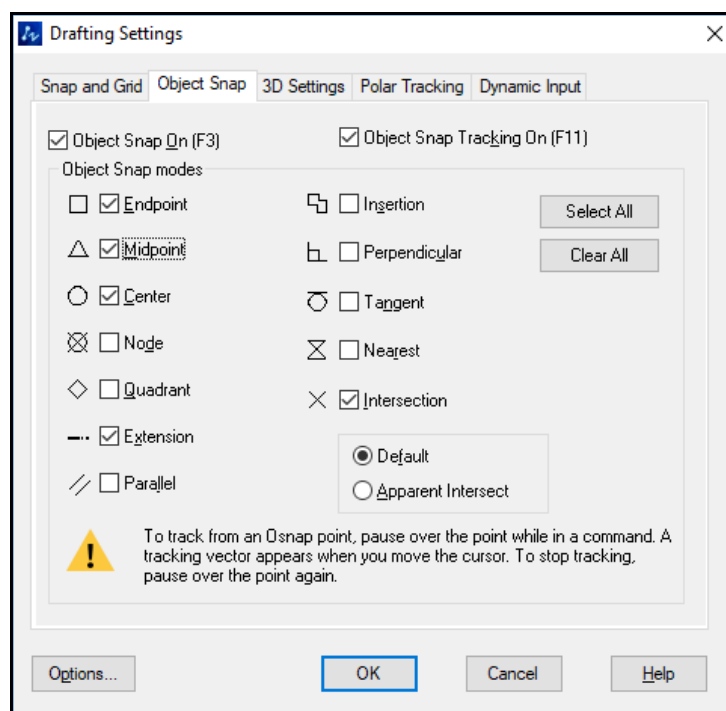 Drafting Settings
Snap and Grid Object Snap 3D Settings Polar Tracking Dynamic Input
Object Snap On (F3) Object Snap Tracking On (F11)
Object Snap modes
Endpoint Insertion Select All
Midpoint Perpendicular Clear All
Center Tangent
Node Nearest
Quadrant Intersection
Extension Default
Parallel Apparent Intersect
To track from an Osnap point, pause over the point while in a command. A
tracking vector appears when you move the cursor. To stop tracking,
pause over the point again.
Options... OK Cancel Help